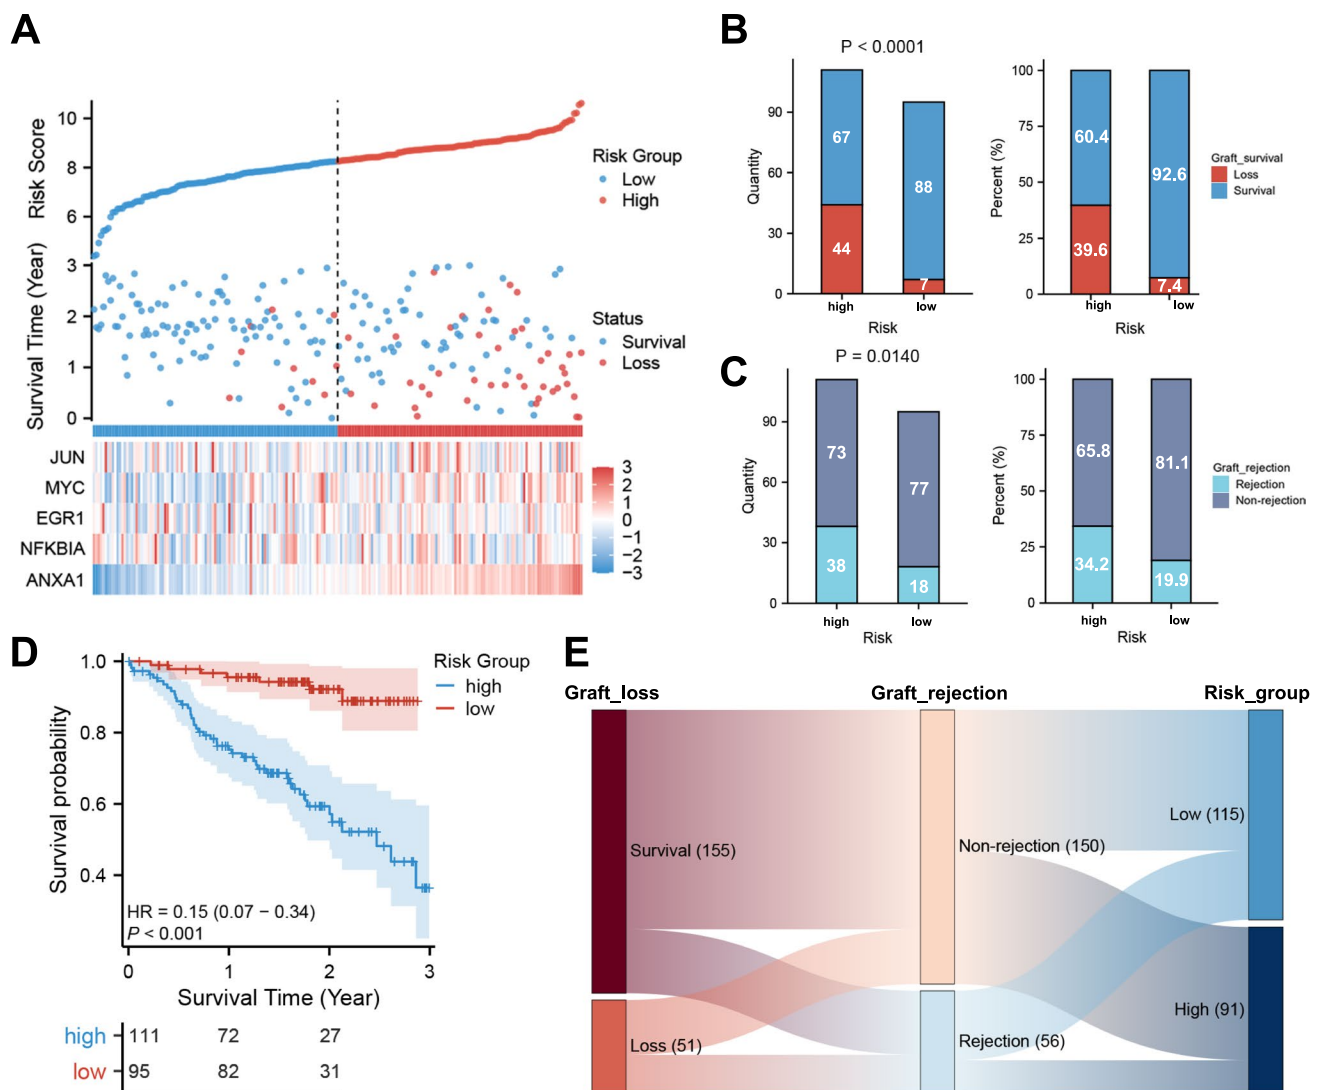 A
Risk Score
10
8
6
Risk Group
Low
High
Survival Time (Year)
3
2
1
0
Status
Survival
Loss
JUN
MYC
EGR1
NFKBIA
ANXA1
3
2
1
0
−1
−2
−3
B
P < 0.0001
Quantity
90
60
30
0
67
44
88
7
high
low
Risk
Percent (%)
100
75
50
25
0
60.4
39.6
92.6
7.4
high
low
Risk
Graft_survival
Loss
Survival
C
P = 0.0140
Quantity
90
60
30
0
73
38
77
18
high
low
Risk
Percent (%)
100
75
50
25
0
65.8
34.2
81.1
19.9
high
low
Risk
Graft_rejection
Rejection
Non-rejection
D
Survival probability
1.0
0.8
0.6
0.4
Risk Group
high
low
HR = 0.15 (0.07 − 0.34)
P < 0.001
0 1 2 3
Survival Time (Year)
high 111 72 27
low 95 82 31
E
Graft_loss Graft_rejection Risk_group
Survival (155)
Loss (51)
Non-rejection (150)
Rejection (56)
Low (115)
High (91)